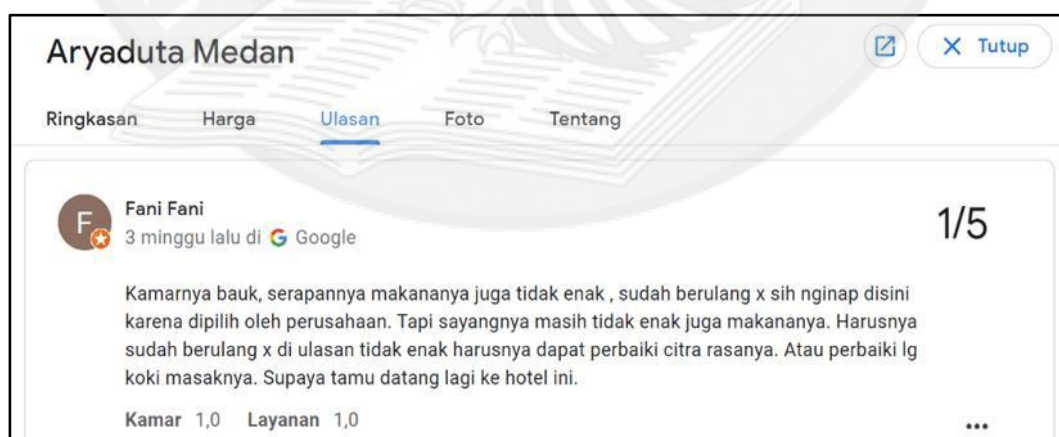 Aryaduta Medan
Tutup
Ringkasan Harga Ulasan Foto Tentang
F
Fani Fani
3 minggu lalu di Google
1/5
Kamarnya bauk, serapannya makananya juga tidak enak , sudah berulang x sih nginap disini
karena dipilih oleh perusahaan. Tapi sayangnya masih tidak enak juga makananya. Harusnya
sudah berulang x di ulasan tidak enak harusnya dapat perbaiki citra rasanya. Atau perbaiki lg
koki masaknya. Supaya tamu datang lagi ke hotel ini.
Kamar 1,0 Layanan 1,0